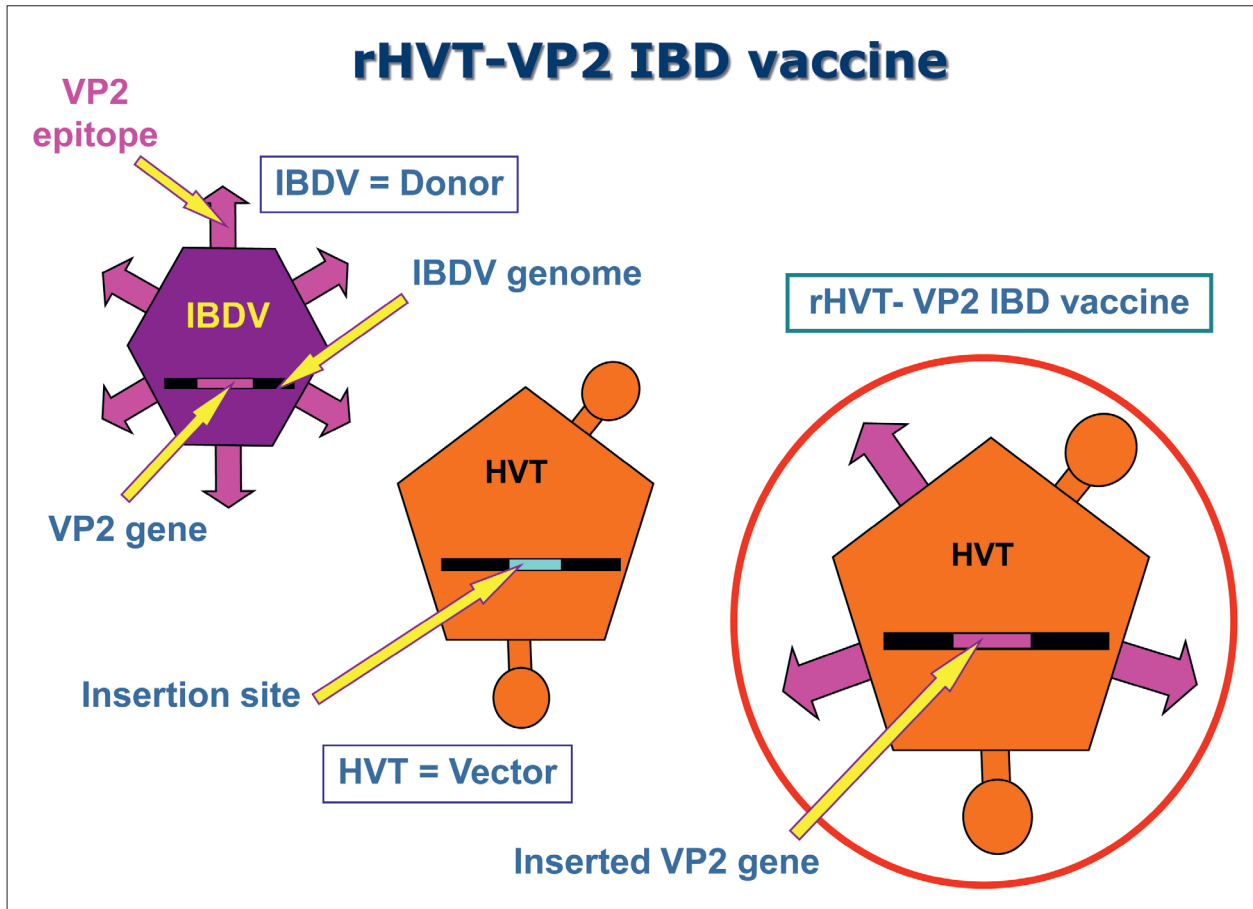 rHVT-VP2 IBD vaccine
VP2
epitope
IBDV = Donor
IBDV genome
IBDV
rHVT- VP2 IBD vaccine
HVT
HVT
VP2 gene
Insertion site
HVT = Vector
Inserted VP2 gene